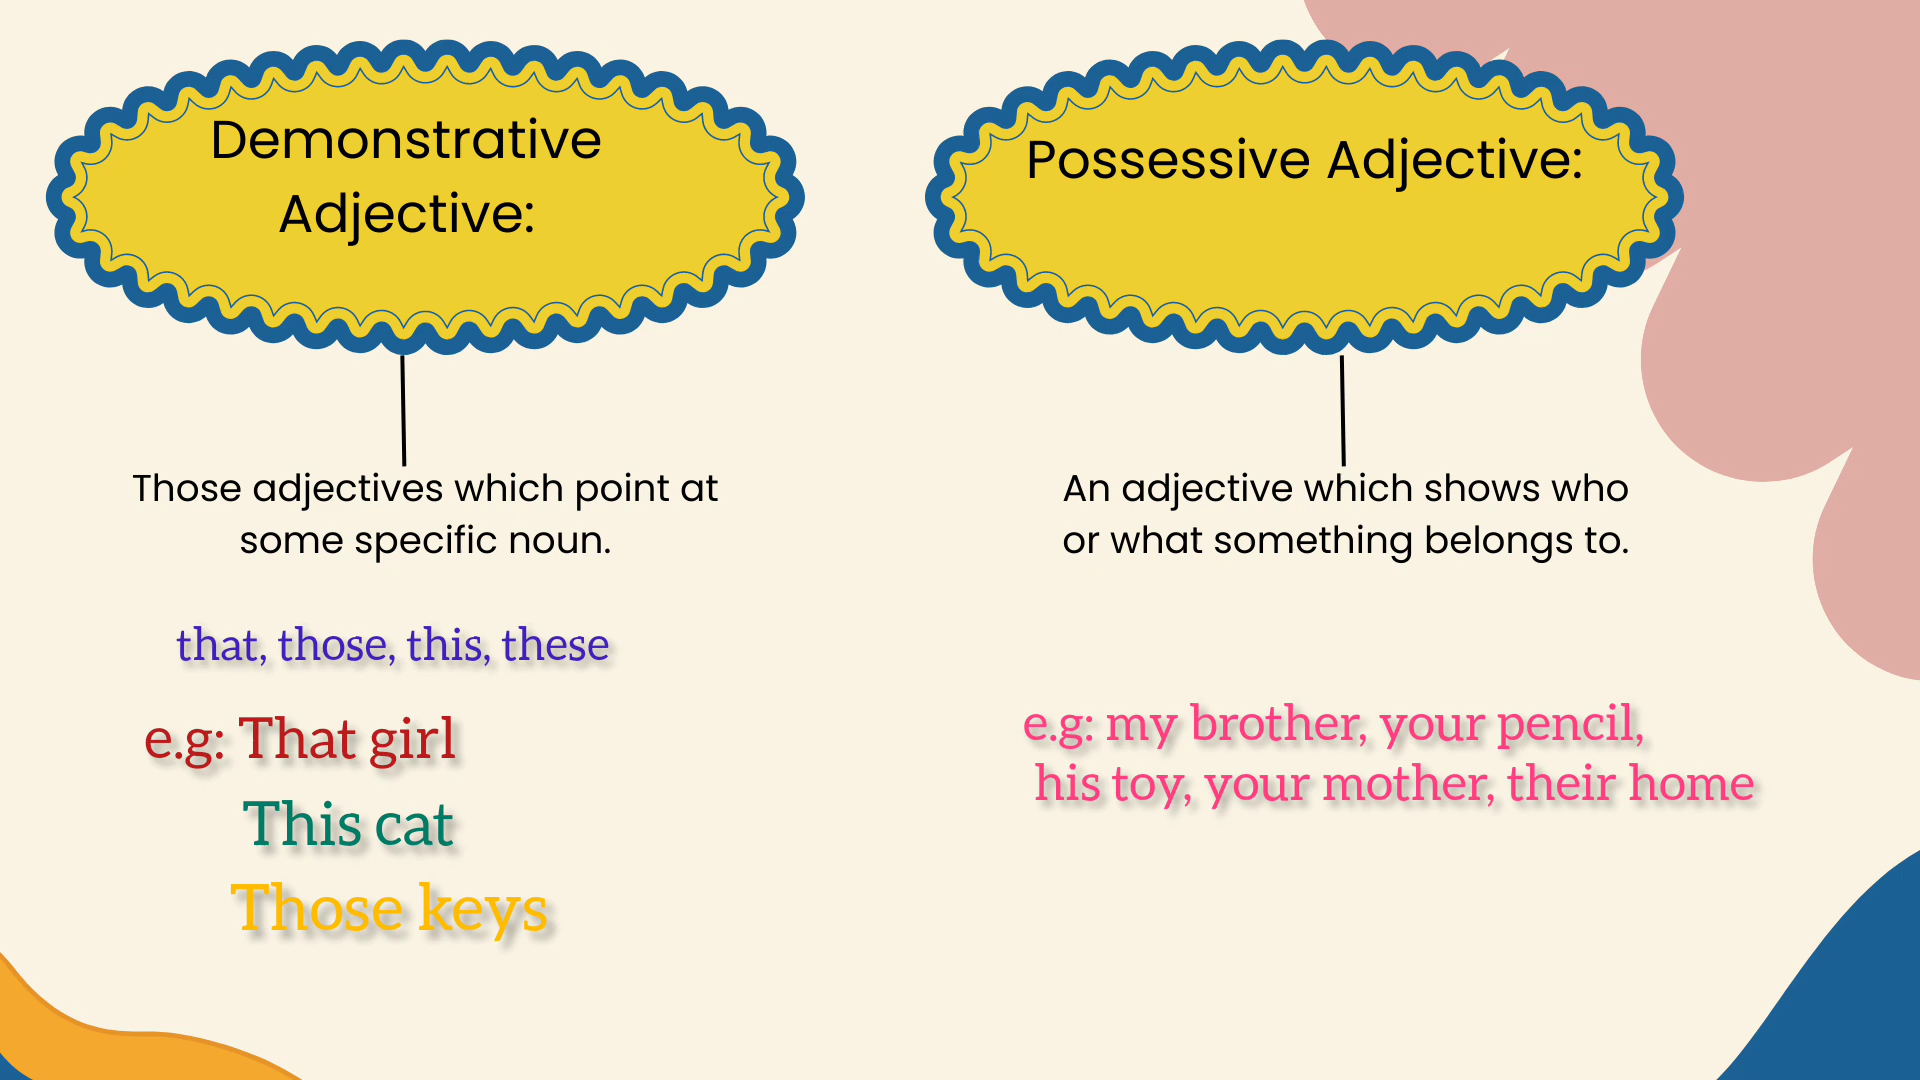 Demonstrative
Adjective:
Those adjectives which point at
some specific noun.
that, those, this, these
e.g: That girl
This cat
Those keys
Possessive Adjective:
An adjective which shows who
or what something belongs to.
e.g: my brother, your pencil,
his toy, your mother, their home